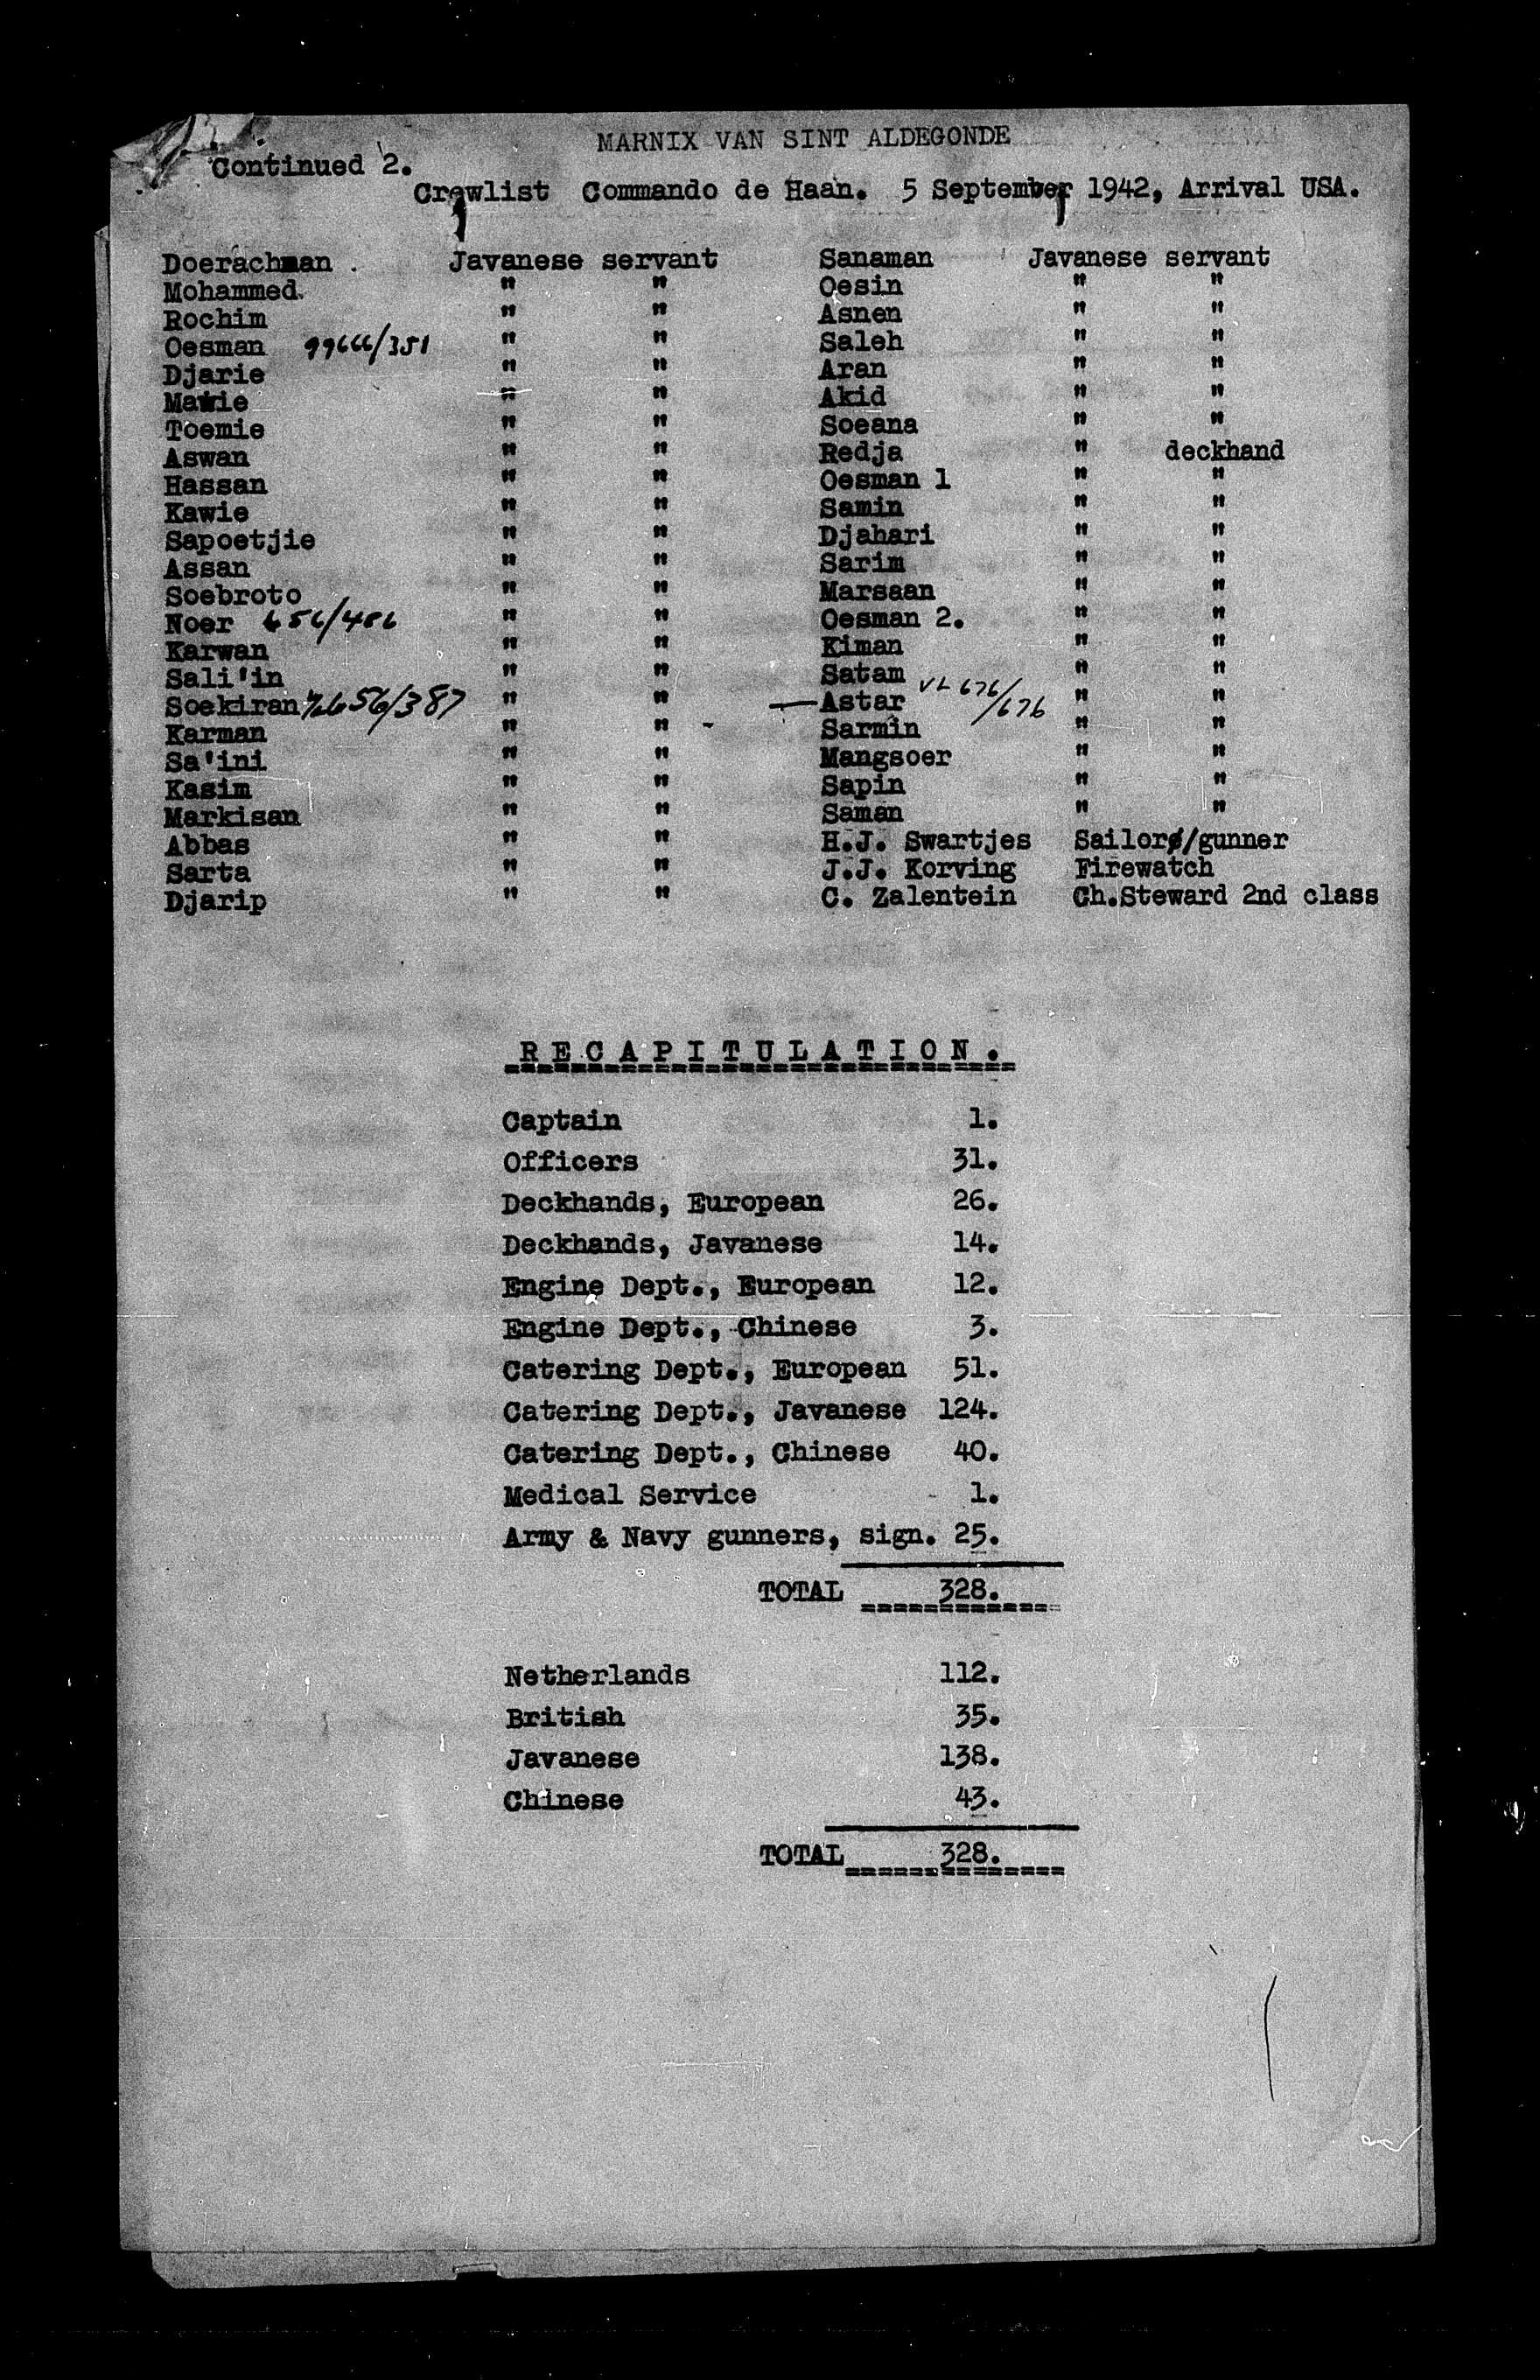 MARNIX VAN SINT ALDEGONDE
Continued 2.
Crewlist Commando de Haan. 5 September 1942, Arrival USA.
Doerachman . Javanese servant Sanaman Javanese servant
Mohammed. " " Oesin " "
Rochim " " Asnen " "
Oesman " " Saleh " "
Djarie " " Aran " "
Mawie " " Akid " "
Toemie " " Soeana " "
Aswan " " Redja " deckhand
Hassan " " Oesman 1 " "
Kawie " " Samin " "
Sapoetjie " " Djahari " "
Assan " " Sarim " "
Soebroto " " Marsaan " "
Noer 656/486 " " Oesman 2. " "
Karwan " " Kiman " "
Sali'in " " Satam " "
Soekiran " " Astar 676/676 " "
Karman " " Sarmin " "
Sa'ini " " Mangsoer " "
Kasim " " Sapin " "
Markisan " " Saman " "
Abbas " " H.J. Swartjes Sailor/gunner
Sarta " " J.J. Korving Firewatch
Djarip " " C. Zalentein Ch.Steward 2nd class
RECAPITULATION.
Captain 1.
Officers 31.
Deckhands, European 26.
Deckhands, Javanese 14.
Engine Dept., European 12.
Engine Dept., Chinese 3.
Catering Dept., European 51.
Catering Dept., Javanese 124.
Catering Dept., Chinese 40.
Medical Service 1.
Army & Navy gunners, sign. 25.
TOTAL 328.
Netherlands 112.
British 35.
Javanese 138.
Chinese 43.
TOTAL 328.